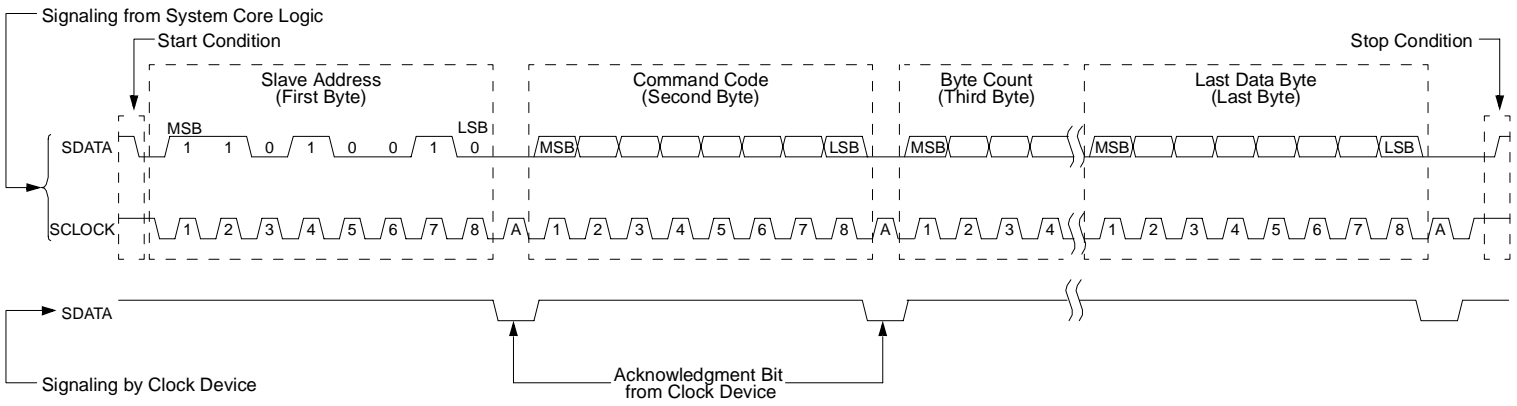 Signaling from System Core Logic
Start Condition
Stop Condition
Slave Address
(First Byte)
Command Code
(Second Byte)
Byte Count
(Third Byte)
Last Data Byte
(Last Byte)
MSB
LSB
SDATA
1 1 0 1 0 0 1 0
MSB
LSB
MSB
MSB
LSB
SCLOCK
1 2 3 4 5 6 7 8 A
1 2 3 4 5 6 7 8 A
1 2 3 4
1 2 3 4 5 6 7 8 A
SDATA
Signaling by Clock Device
Acknowledgment Bit
from Clock Device